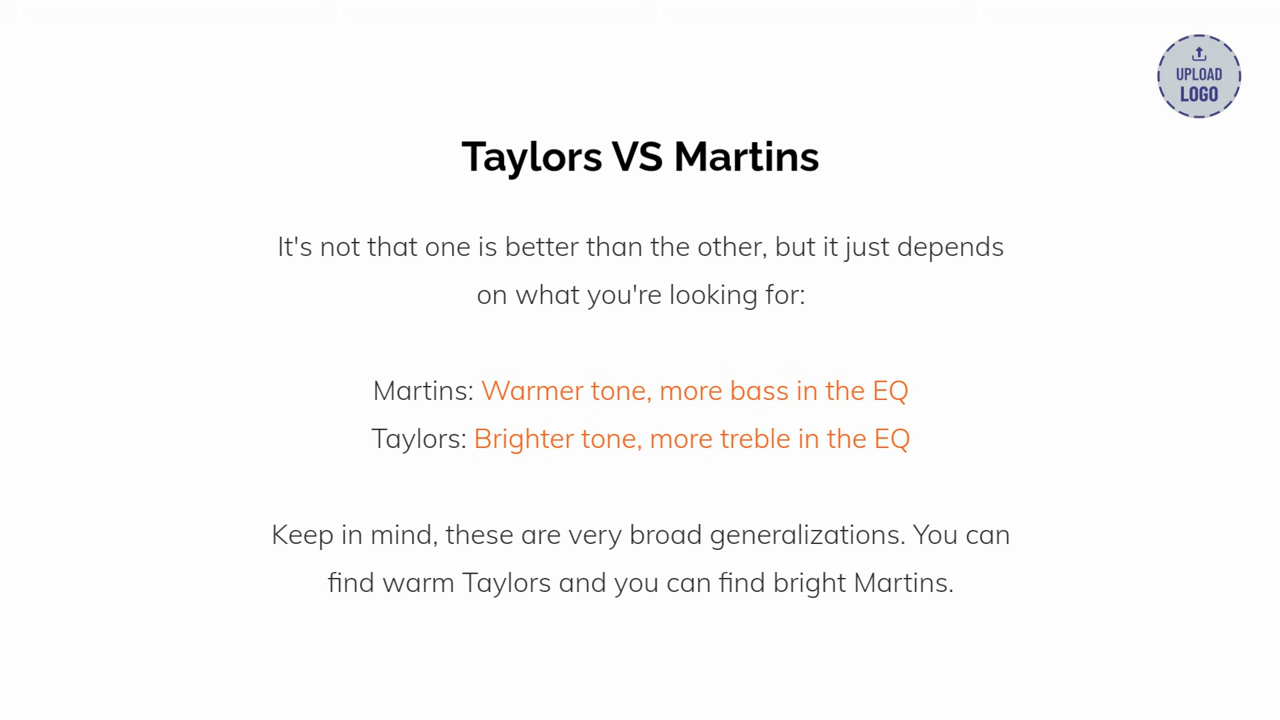 UPLOAD
LOGO
Taylors VS Martins
It's not that one is better than the other, but it just depends
on what you're looking for:
Martins: Warmer tone, more bass in the EQ
Taylors: Brighter tone, more treble in the EQ
Keep in mind, these are very broad generalizations. You can
find warm Taylors and you can find bright Martins.